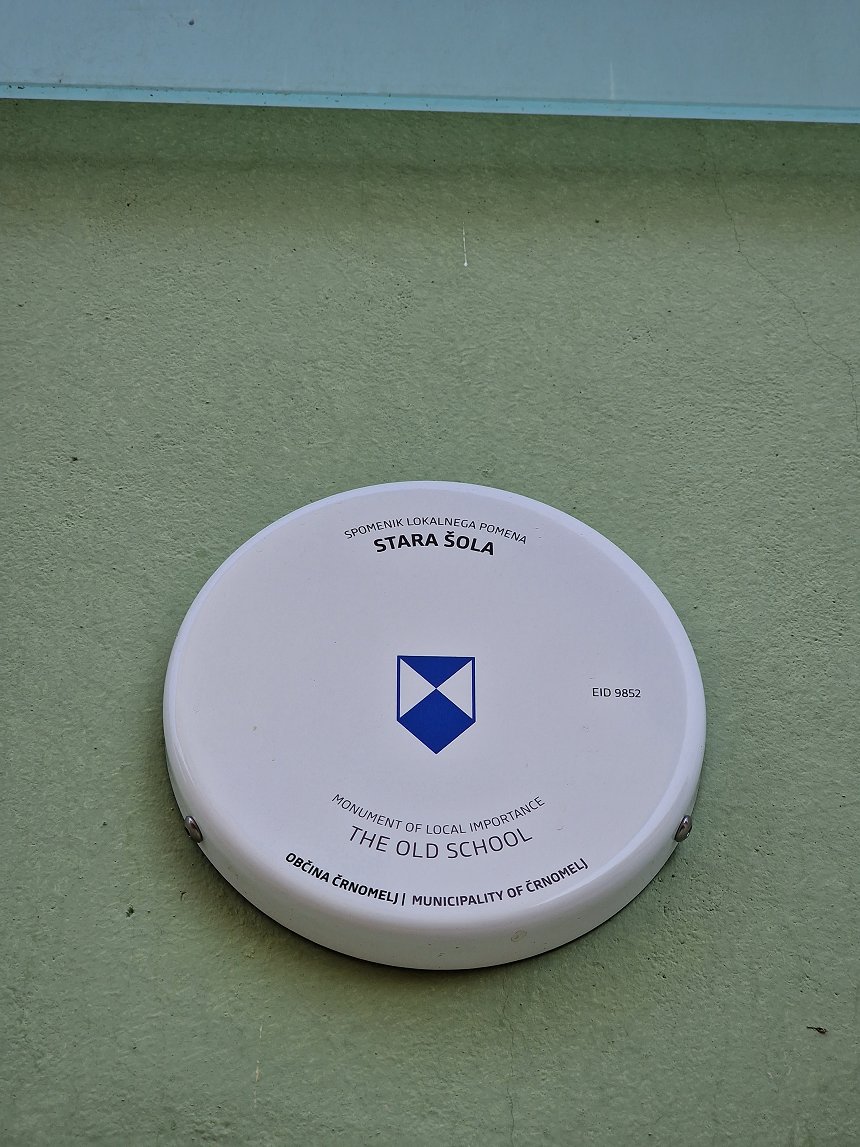 SPOMENIK LOKALNEGA POMENA
STARA ŠOLA
EID 9852
MONUMENT OF LOCAL IMPORTANCE
THE OLD SCHOOL
OBČINA ČRNOMELJ | MUNICIPALITY OF ČRNOMELJ